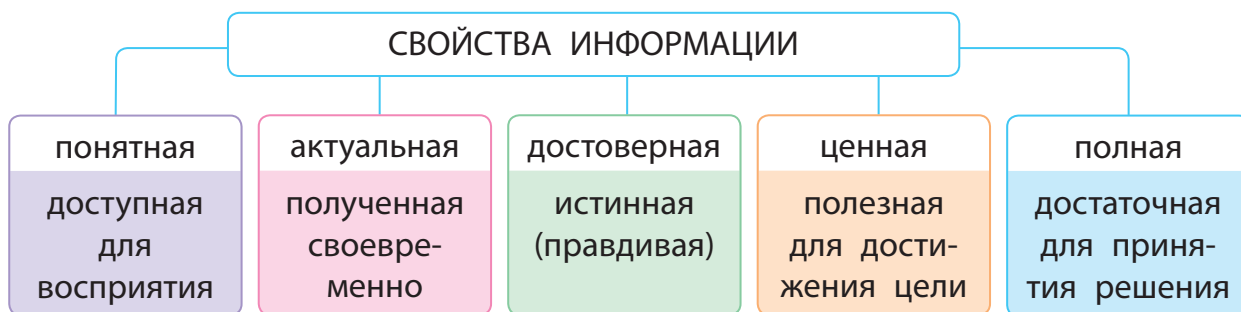 СВОЙСТВА ИНФОРМАЦИИ
понятная
доступная
для
восприятия
актуальная
полученная
своевре-
менно
достоверная
истинная
(правдивая)
ценная
полезная
для дости-
жения цели
полная
достаточная
для приня-
тия решения